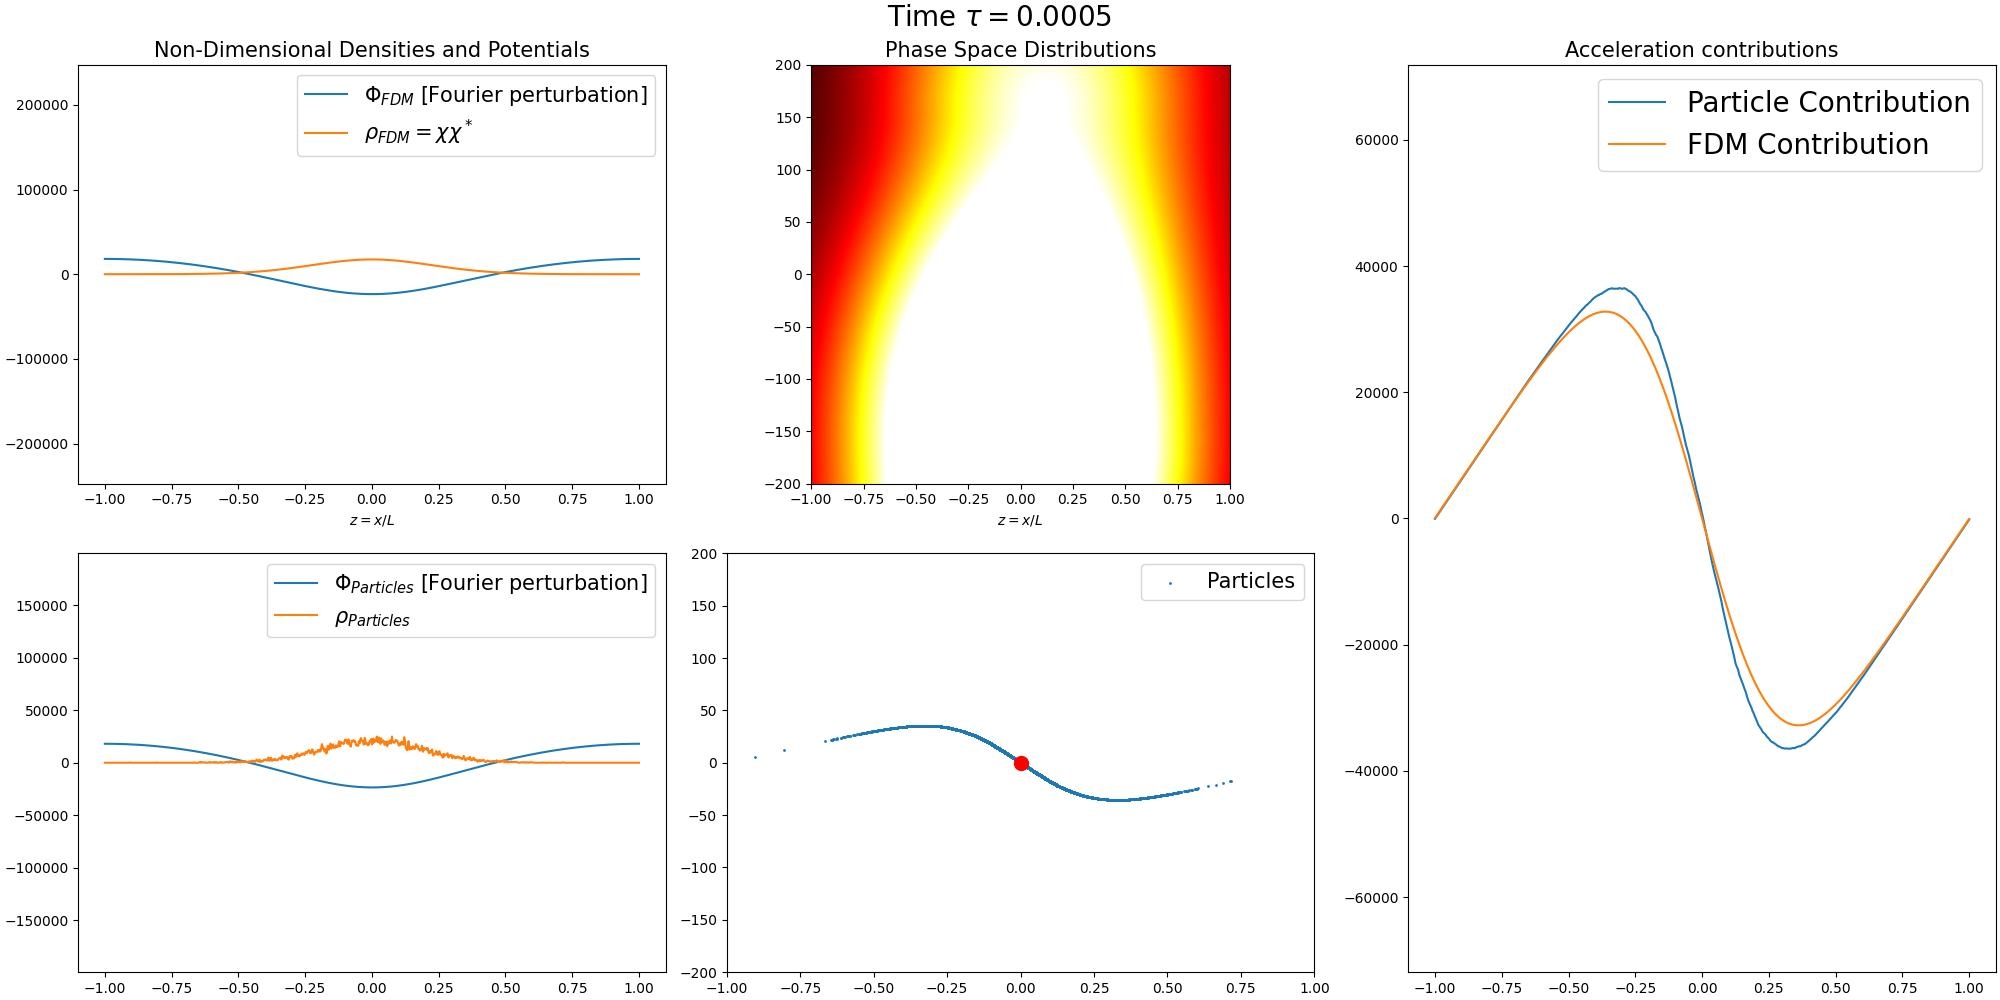 Time τ = 0.0005
Non-Dimensional Densities and Potentials
Φ_FDM [Fourier perturbation]
ρ_FDM = χχ*
200000
100000
0
−100000
−200000
−1.00 −0.75 −0.50 −0.25 0.00 0.25 0.50 0.75 1.00
z = x/L
Phase Space Distributions
200
150
100
50
0
−50
−100
−150
−200
−1.00 −0.75 −0.50 −0.25 0.00 0.25 0.50 0.75 1.00
z = x/L
Acceleration contributions
Particle Contribution
FDM Contribution
60000
40000
20000
0
−20000
−40000
−60000
−1.00 −0.75 −0.50 −0.25 0.00 0.25 0.50 0.75 1.00
Φ_Particles [Fourier perturbation]
ρ_Particles
150000
100000
50000
0
−50000
−100000
−150000
−1.00 −0.75 −0.50 −0.25 0.00 0.25 0.50 0.75 1.00
Particles
200
150
100
50
0
−50
−100
−150
−200
−1.00 −0.75 −0.50 −0.25 0.00 0.25 0.50 0.75 1.00